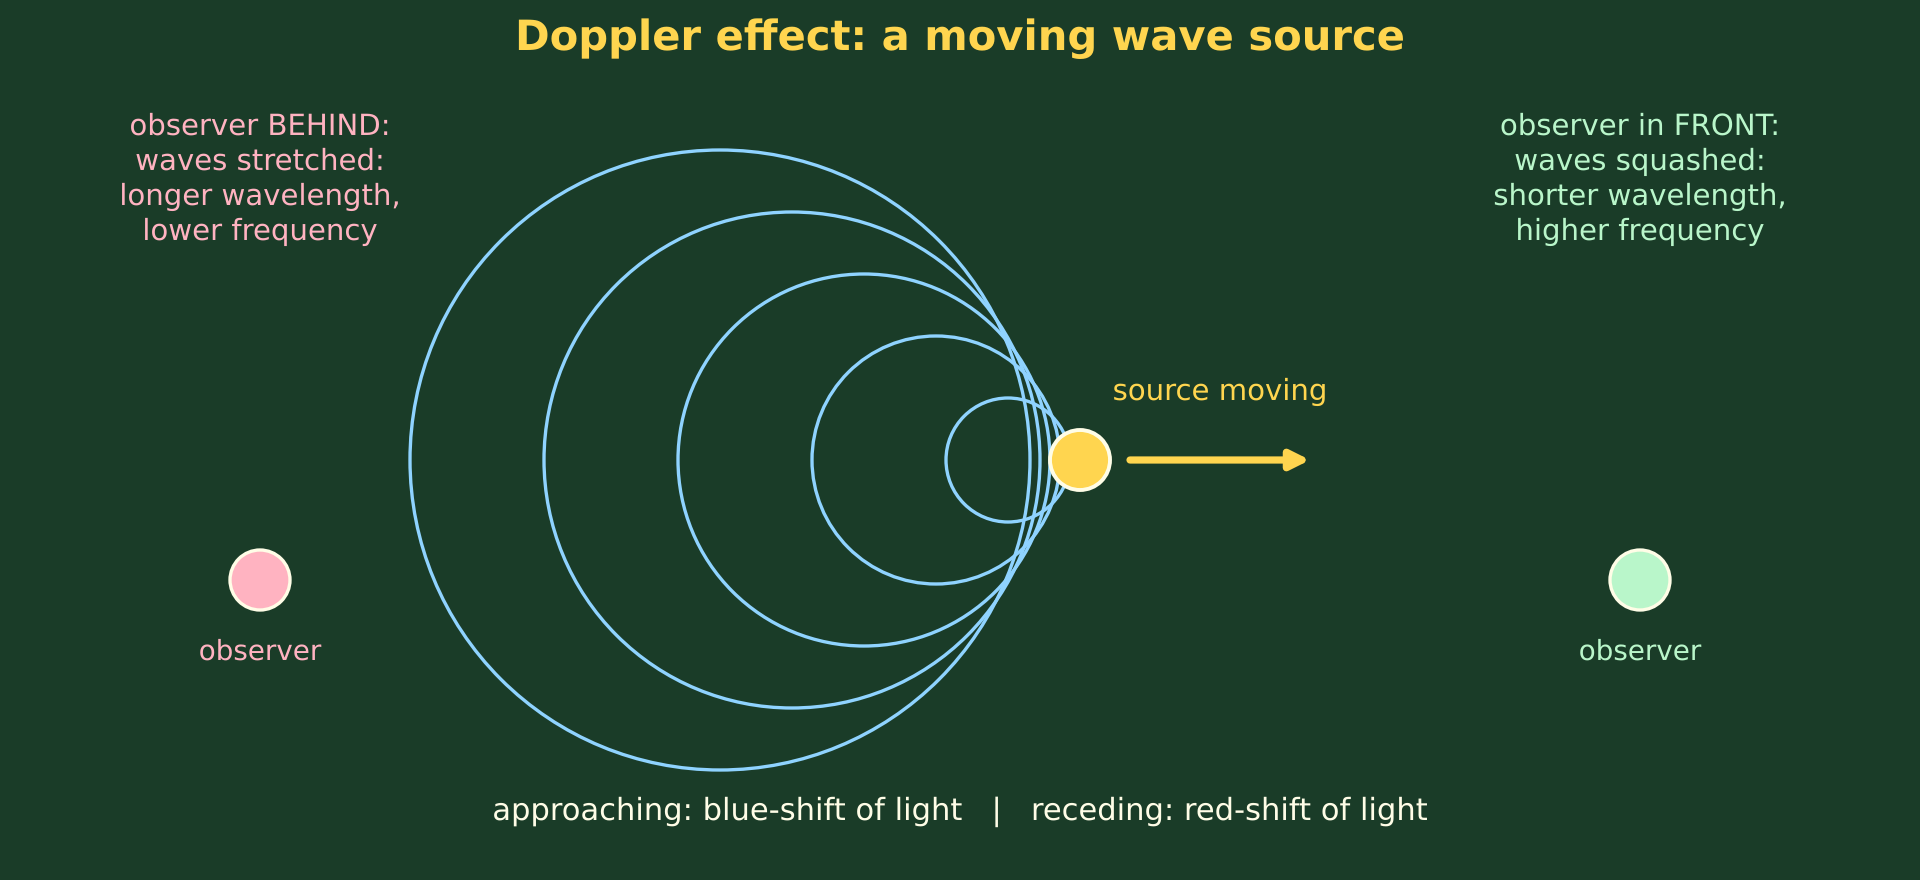 Doppler effect: a moving wave source
observer BEHIND:
waves stretched:
longer wavelength,
lower frequency
observer in FRONT:
waves squashed:
shorter wavelength,
higher frequency
source moving
observer
observer
approaching: blue-shift of light   |   receding: red-shift of light